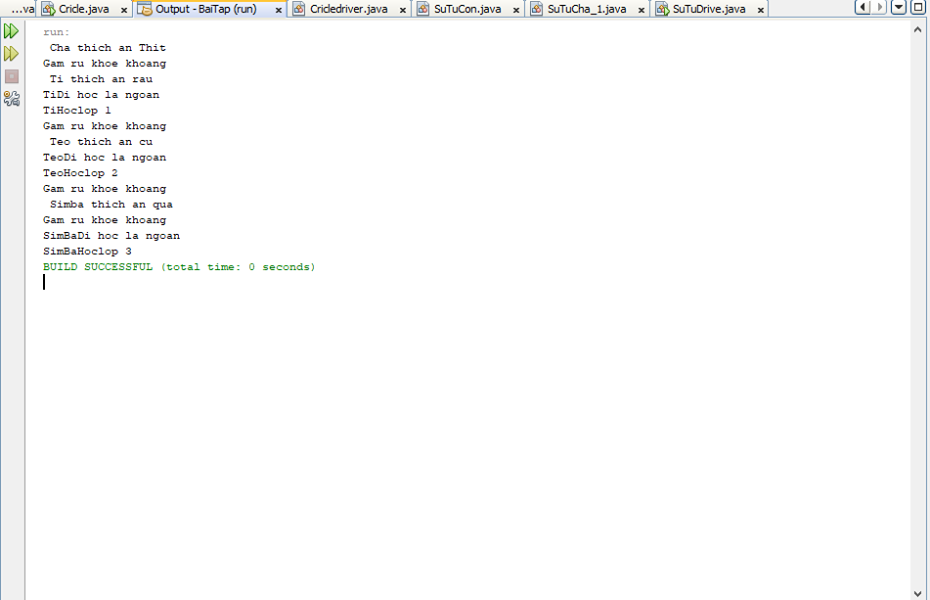 ...va Cride.java Output - BaiTap (run) Cridedriver.java SuTuCon.java SuTuCha_1.java SuTuDrive.java
run:
Cha thich an Thit
Gam ru khoe khoang
Ti thich an rau
TiDi hoc la ngoan
TiHoclop 1
Gam ru khoe khoang
Teo thich an cu
TeoDi hoc la ngoan
TeoHoclop 2
Gam ru khoe khoang
Simba thich an qua
Gam ru khoe khoang
SimBaDi hoc la ngoan
SimBaHoclop 3
BUILD SUCCESSFUL (total time: 0 seconds)